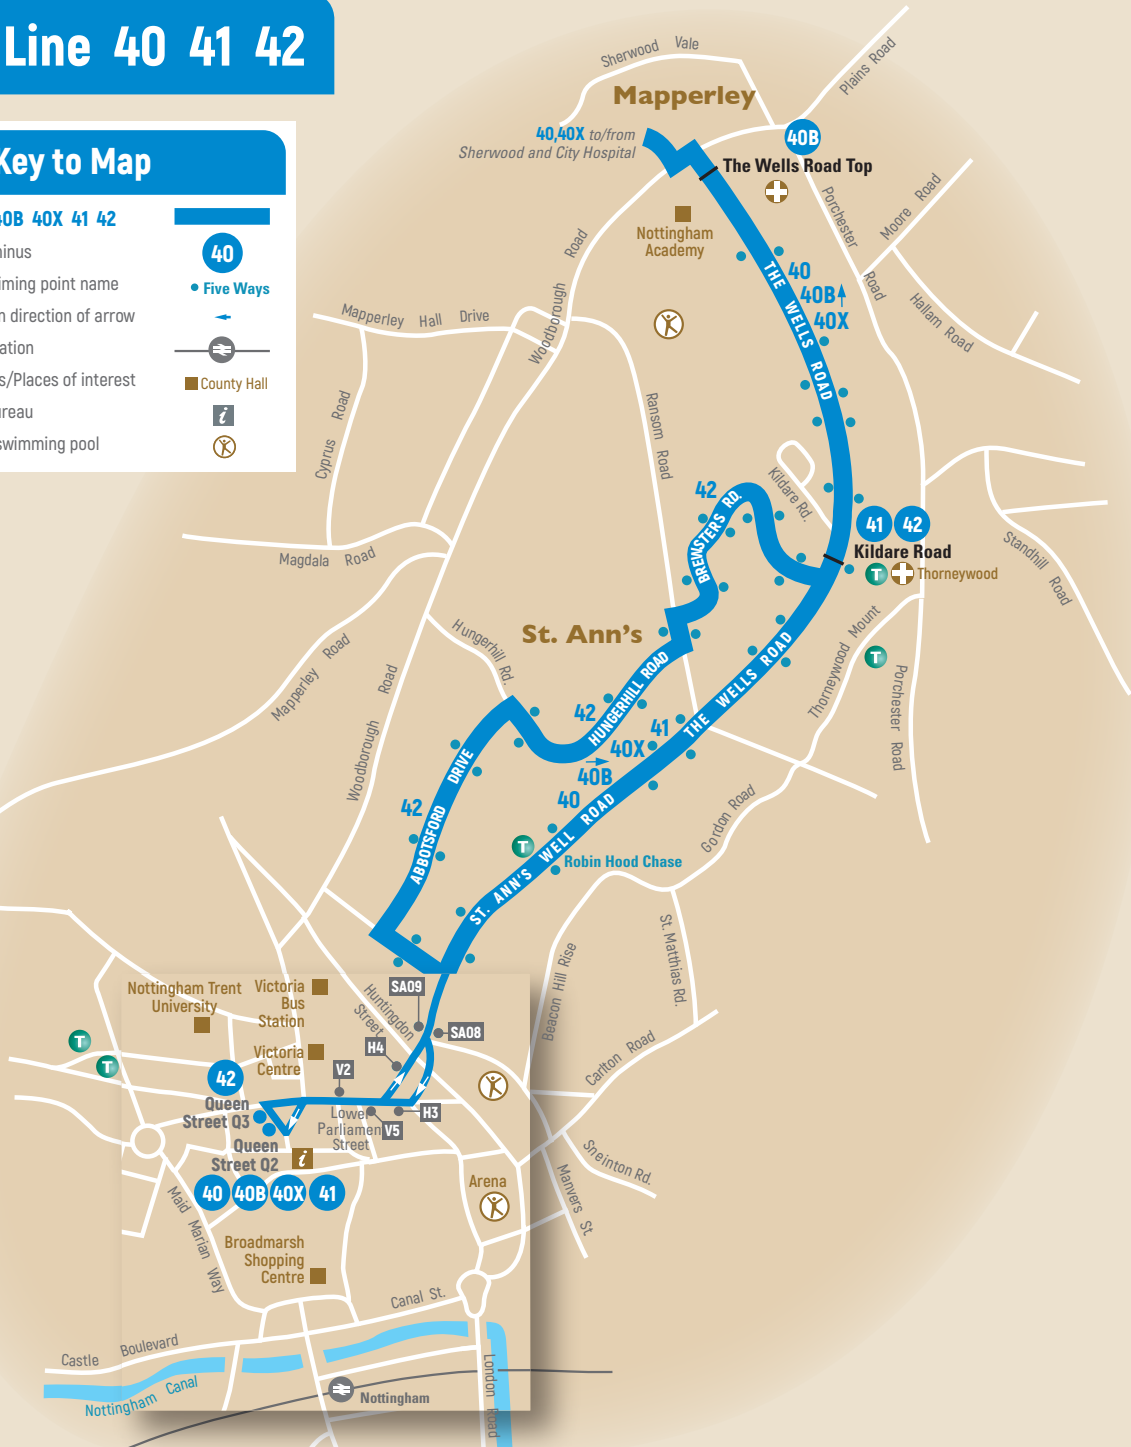 Line 40 41 42
Key to Map
40B 40X 41 42
40
iming point name
Five Ways
n direction of arrow
ation
s/Places of interest
County Hall
ureau
i
swimming pool
Sherwood Vale
Mapperley
Plains Road
40,40X to/from
Sherwood and City Hospital
40B
The Wells Road Top
Nottingham
Academy
Porchester
Road
Moore Road
Hallam Road
Woodborough
Road
Mapperley Hall Drive
THE WELLS ROAD
40
40B
40X
Cyprus Road
Ransom Road
Kildare Rd.
42
BREWSTERS RD.
41
42
Kildare Road
T
Thorneywood
Standhill Road
Magdala Road
Mapperley Road
Hungerhill Rd.
St. Ann's
Woodborough Road
42
HUNGERHILL ROAD
41
THE WELLS ROAD
40X
40B
40
Thorneywood Mount
T
Porchester Road
ABBOTSFORD DRIVE
42
T
ST. ANN'S WELL ROAD
Robin Hood Chase
Gordon Road
St. Matthias Rd.
Beacon Hill Rise
Carlton Road
Nottingham Trent
University
Victoria
Bus
Station
SA09
Huntingdon
Street
SA08
H4
Victoria
Centre
V2
T
T
42
Queen
Street Q3
Lower
Parliament
Street
V5
H3
Queen
Street Q2
i
40
40B
40X
41
Sneinton Rd.
Manvers St
Arena
Maid Marian Way
Broadmarsh
Shopping
Centre
Canal St.
Castle Boulevard
Nottingham Canal
Nottingham
London Road